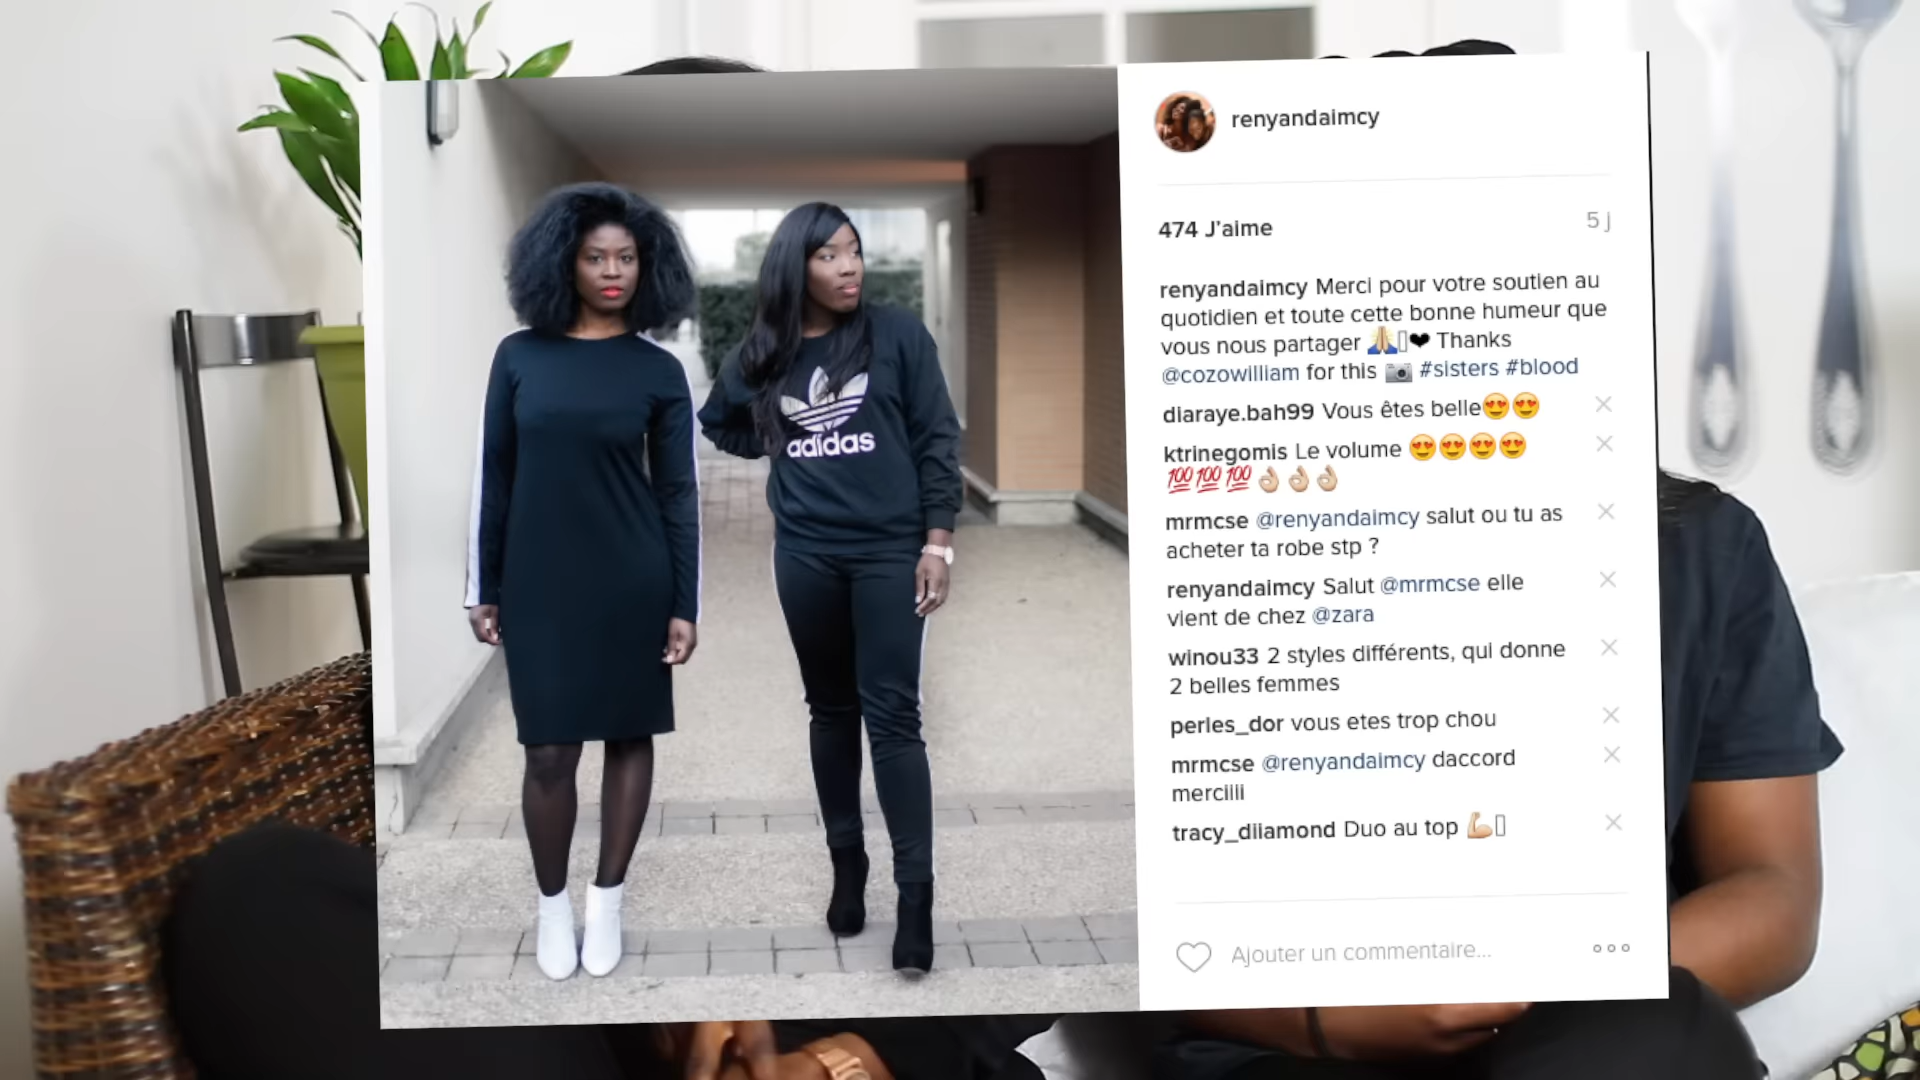 renyandaimcy
474 J'aime
5 j
renyandaimcy Merci pour votre soutien au
quotidien et toute cette bonne humeur que
vous nous partager 🙏🏼❤ Thanks
@cozowilliam for this 📷 #sisters #blood
diaraye.bah99 Vous êtes belle😍😍
ktrinegomis Le volume 😍😍😍😍
💯💯💯👌🏼👌🏼👌🏼
mrmcse @renyandaimcy salut ou tu as
acheter ta robe stp ?
renyandaimcy Salut @mrmcse elle
vient de chez @zara
winou33 2 styles différents, qui donne
2 belles femmes
perles_dor vous etes trop chou
mrmcse @renyandaimcy daccord
merciiii
tracy_diiamond Duo au top 💪🏼
Ajouter un commentaire...
adidas